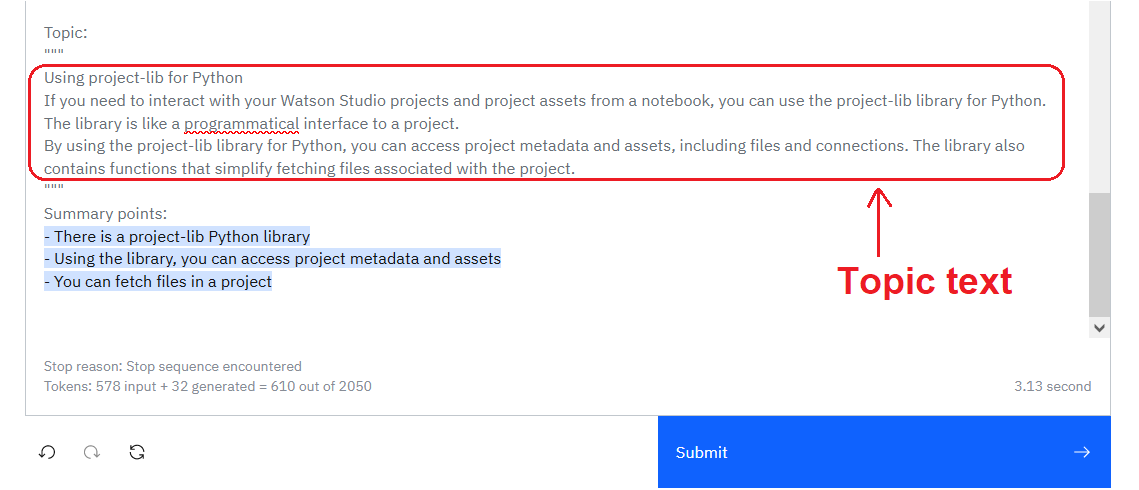 Topic:
"""
Using project-lib for Python
If you need to interact with your Watson Studio projects and project assets from a notebook, you can use the project-lib library for Python.
The library is like a programmatical interface to a project.
By using the project-lib library for Python, you can access project metadata and assets, including files and connections. The library also
contains functions that simplify fetching files associated with the project.
"""
Summary points:
- There is a project-lib Python library
- Using the library, you can access project metadata and assets
- You can fetch files in a project
Topic text
Stop reason: Stop sequence encountered
Tokens: 578 input + 32 generated = 610 out of 2050
3.13 second
Submit